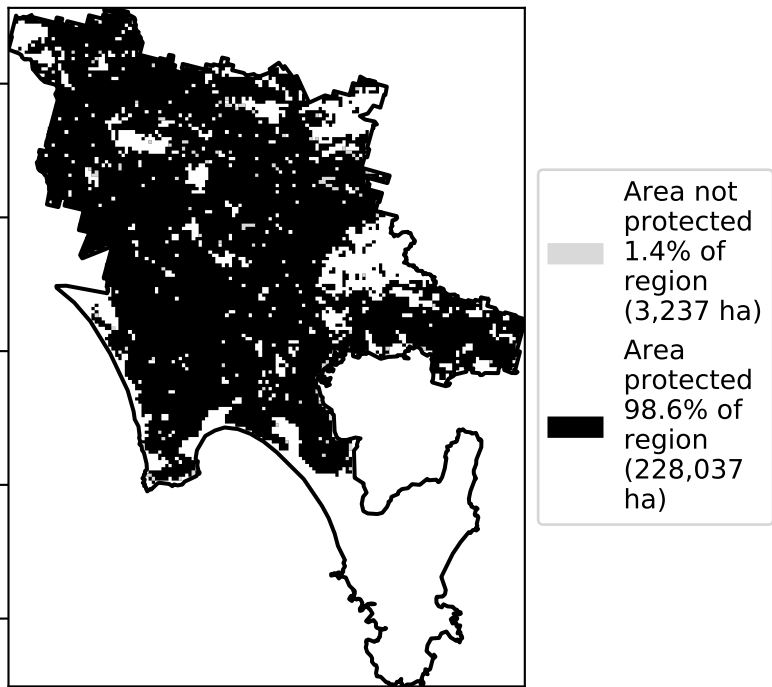 Area not
protected
1.4% of
region
(3,237 ha)
Area
protected
98.6% of
region
(228,037
ha)